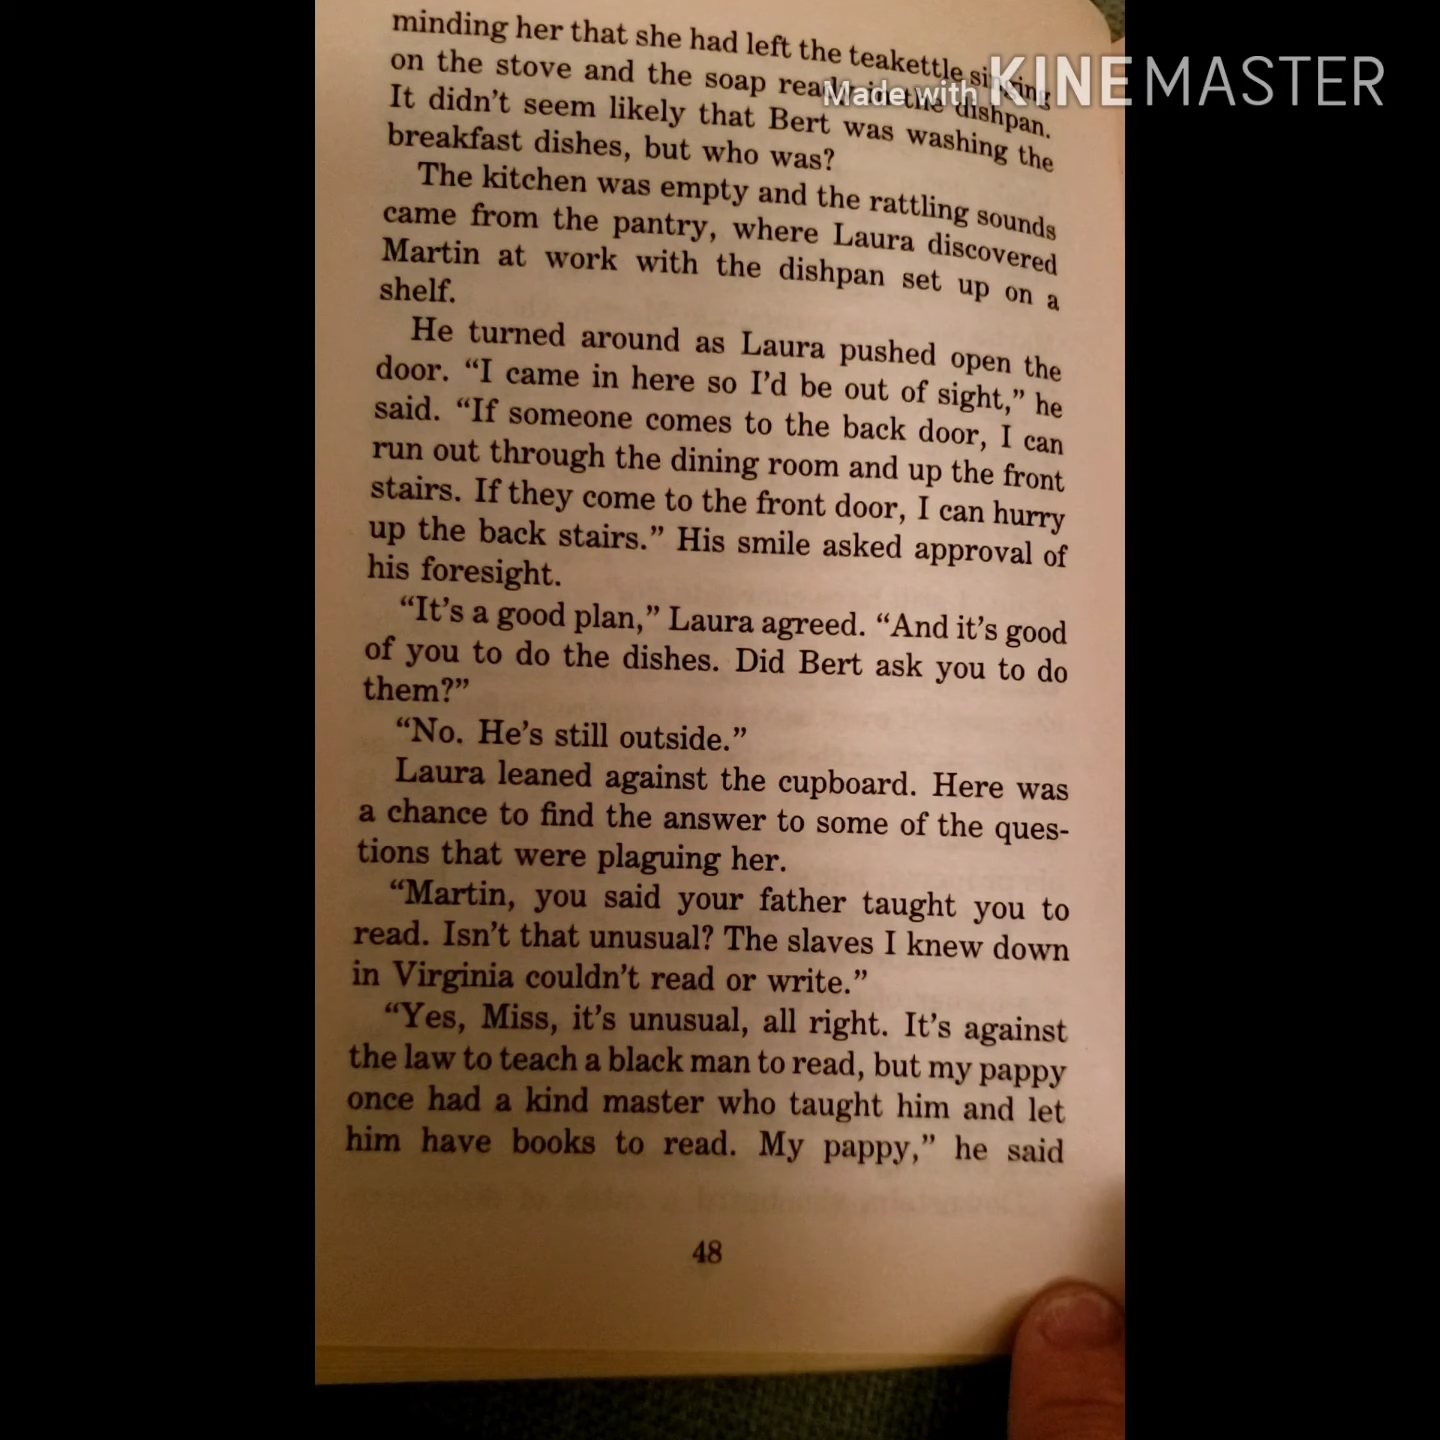 minding her that she had left the teakettle singing
Made with KINEMASTER
on the stove and the soap ready in the dishpan.
It didn't seem likely that Bert was washing the
breakfast dishes, but who was?
The kitchen was empty and the rattling sounds
came from the pantry, where Laura discovered
Martin at work with the dishpan set up on a
shelf.
He turned around as Laura pushed open the
door. “I came in here so I'd be out of sight,” he
said. “If someone comes to the back door, I can
run out through the dining room and up the front
stairs. If they come to the front door, I can hurry
up the back stairs.” His smile asked approval of
his foresight.
“It's a good plan,” Laura agreed. “And it's good
of you to do the dishes. Did Bert ask you to do
them?”
“No. He's still outside.”
Laura leaned against the cupboard. Here was
a chance to find the answer to some of the ques-
tions that were plaguing her.
“Martin, you said your father taught you to
read. Isn't that unusual? The slaves I knew down
in Virginia couldn't read or write.”
“Yes, Miss, it's unusual, all right. It's against
the law to teach a black man to read, but my pappy
once had a kind master who taught him and let
him have books to read. My pappy,” he said
48